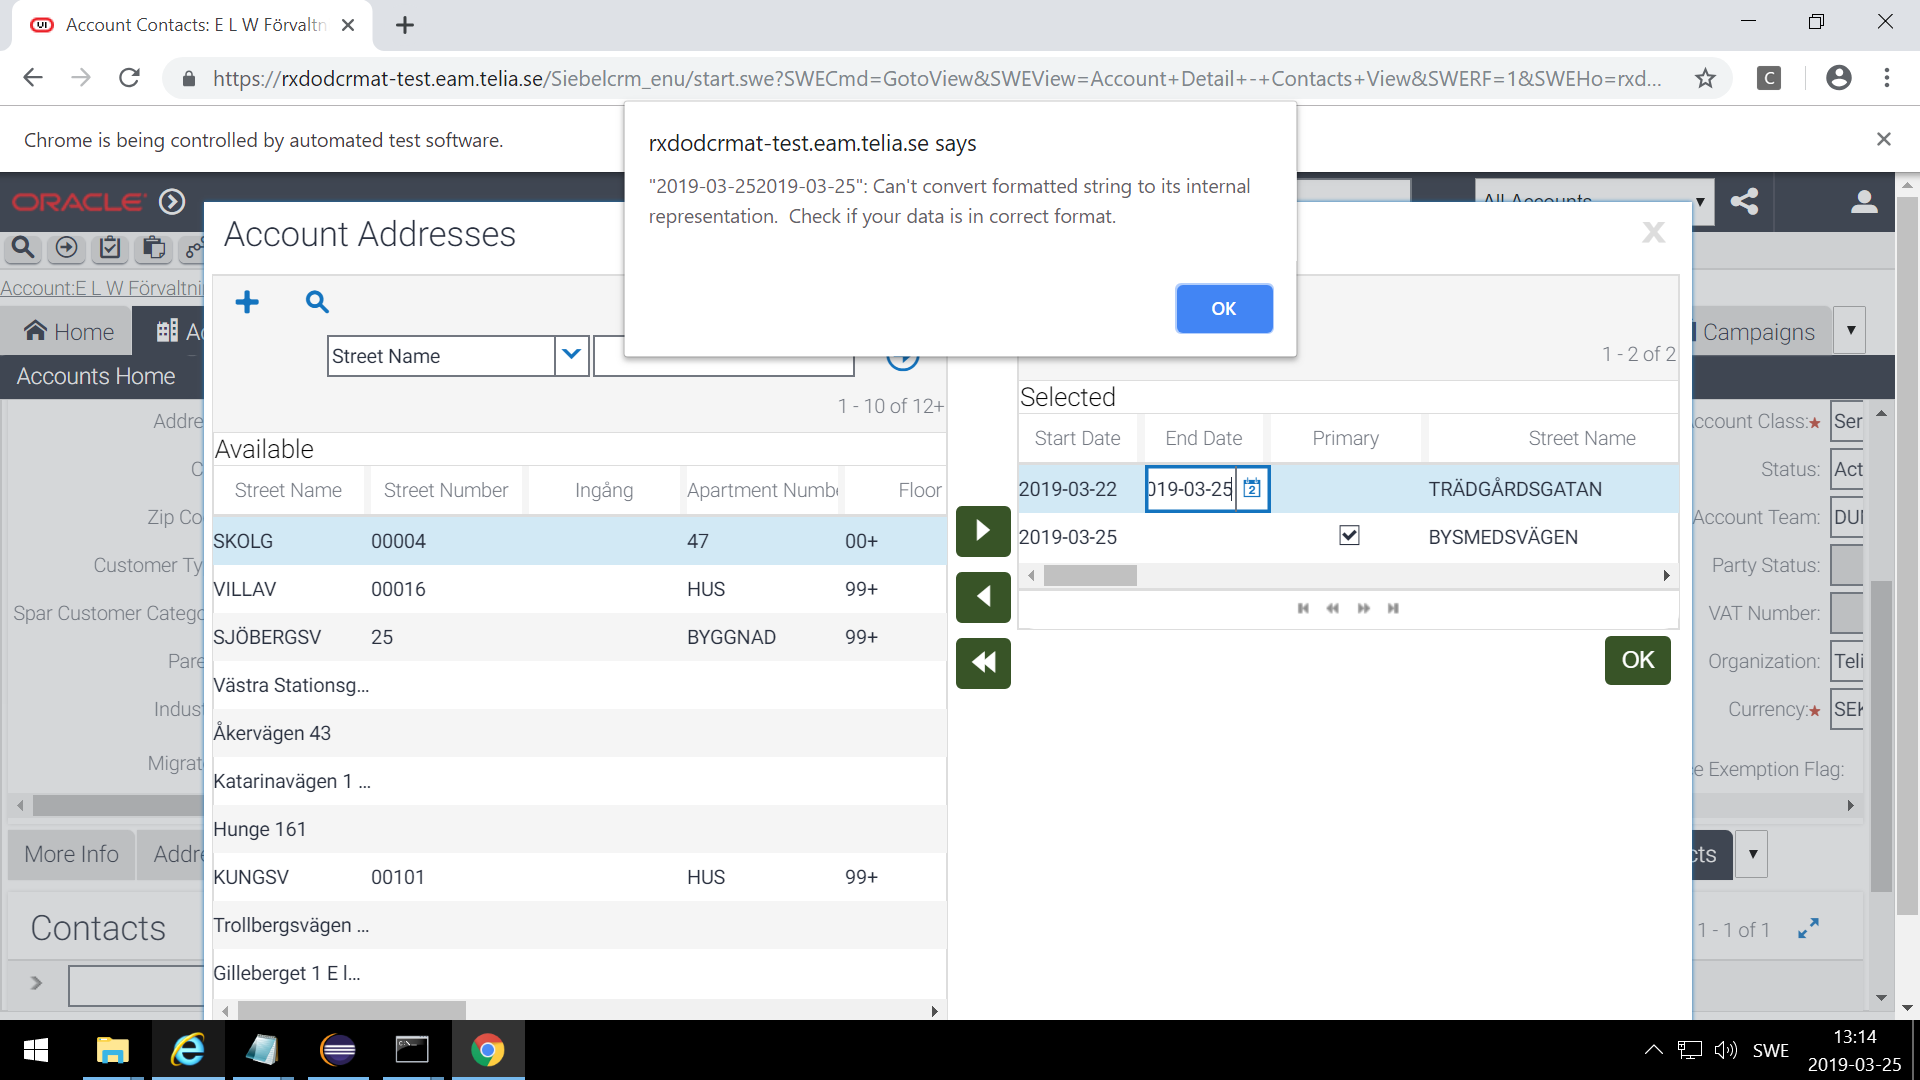 Account Contacts: E L W Förvaltn
https://rxdodcrmat-test.eam.telia.se/Siebelcrm_enu/start.swe?SWECmd=GotoView&SWEView=Account+Detail+-+Contacts+View&SWERF=1&SWEHo=rxd...
C
Chrome is being controlled by automated test software.
rxdodcrmat-test.eam.telia.se says
"2019-03-252019-03-25": Can't convert formatted string to its internal
representation.  Check if your data is in correct format.
OK
ORACLE
All Accounts
Account:E L W Förvaltni
Home
Ac
Campaigns
Accounts Home
Account Addresses
X
Street Name
1 - 10 of 12+
1 - 2 of 2
Available
Street Name Street Number Ingång Apartment Numbe Floor
SKOLG 00004 47 00+
VILLAV 00016 HUS 99+
SJÖBERGSV 25 BYGGNAD 99+
Västra Stationsg...
Åkervägen 43
Katarinavägen 1 ...
Hunge 161
KUNGSV 00101 HUS 99+
Trollbergsvägen ...
Gilleberget 1 E l...
Selected
Start Date End Date Primary Street Name
2019-03-22 019-03-25 2 TRÄDGÅRDSGATAN
2019-03-25 BYSMEDSVÄGEN
OK
Addre
C
Zip Co
Customer Ty
Spar Customer Catego
Pare
Indust
Migrat
ccount Class:★ Ser
Status: Act
Account Team: DUI
Party Status:
VAT Number:
Organization: Teli
Currency:★ SEK
e Exemption Flag:
More Info
Addre
cts
Contacts
1 - 1 of 1
SWE
13:14
2019-03-25